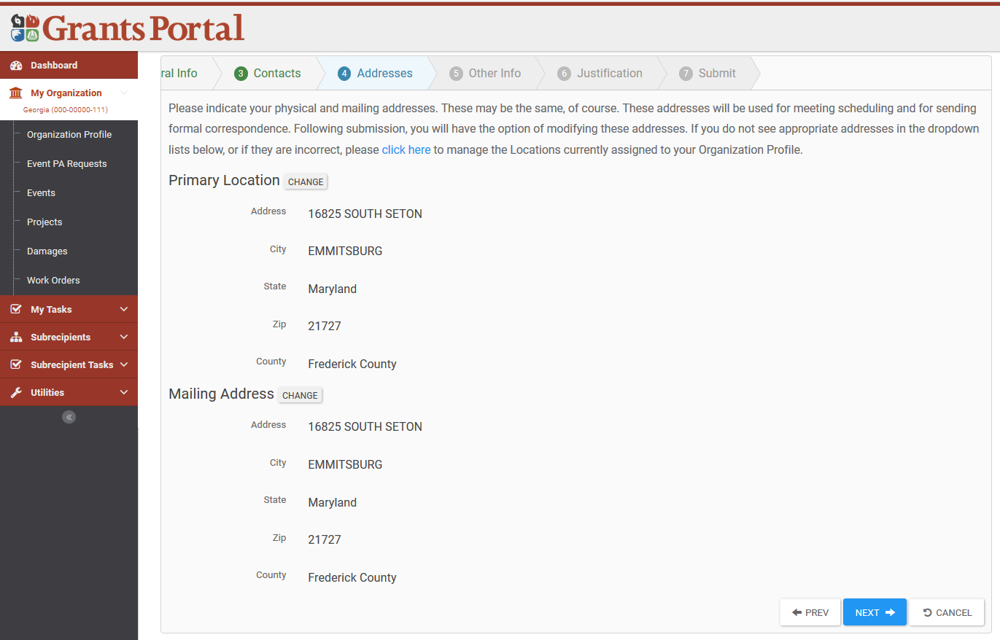 Grants Portal
Dashboard
My Organization
Georgia (000-00000-111)
Organization Profile
Event PA Requests
Events
Projects
Damages
Work Orders
My Tasks
Subrecipients
Subrecipient Tasks
Utilities
ral Info
3 Contacts
4 Addresses
5 Other Info
6 Justification
7 Submit
Please indicate your physical and mailing addresses. These may be the same, of course. These addresses will be used for meeting scheduling and for sending
formal correspondence. Following submission, you will have the option of modifying these addresses. If you do not see appropriate addresses in the dropdown
lists below, or if they are incorrect, please click here to manage the Locations currently assigned to your Organization Profile.
Primary Location CHANGE
Address 16825 SOUTH SETON
City EMMITSBURG
State Maryland
Zip 21727
County Frederick County
Mailing Address CHANGE
Address 16825 SOUTH SETON
City EMMITSBURG
State Maryland
Zip 21727
County Frederick County
PREV NEXT CANCEL